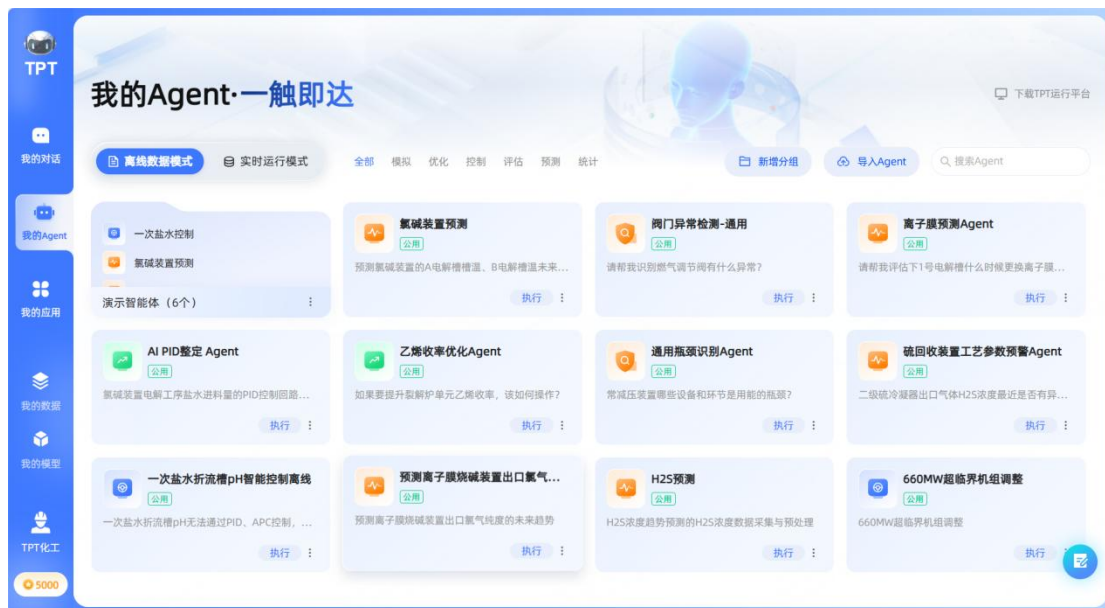 TPT
我的对话
我的Agent
我的应用
我的数据
我的模型
TPT化工
5000
我的Agent·一触即达
下载TPT运行平台
离线数据模式
实时运行模式
全部 模拟 优化 控制 评估 预测 统计
新增分组
导入Agent
搜索Agent
一次盐水控制
氯碱装置预测
演示智能体（6个）
氯碱装置预测
公用
预测氯碱装置的A电解槽槽温、B电解槽温未来...
执行
阀门异常检测-通用
公用
请帮我识别燃气调节阀有什么异常？
执行
离子膜预测Agent
公用
请帮我评估下1号电解槽什么时候更换离子膜...
执行
AI PID整定 Agent
公用
氯碱装置电解工序盐水进料量的PID控制回路...
执行
乙烯收率优化Agent
公用
如果要提升裂解炉单元乙烯收率，该如何操作？
执行
通用瓶颈识别Agent
公用
常减压装置哪些设备和环节是用能的瓶颈？
执行
硫回收装置工艺参数预警Agent
公用
二级硫冷凝器出口气体H2S浓度最近是否有异...
执行
一次盐水折流槽pH智能控制离线
公用
一次盐水折流槽pH无法通过PID、APC控制，...
执行
预测离子膜烧碱装置出口氯气...
公用
预测离子膜烧碱装置出口氯气纯度的未来趋势
执行
H2S预测
公用
H2S浓度趋势预测的H2S浓度数据采集与预处理
执行
660MW超临界机组调整
公用
660MW超临界机组调整
执行